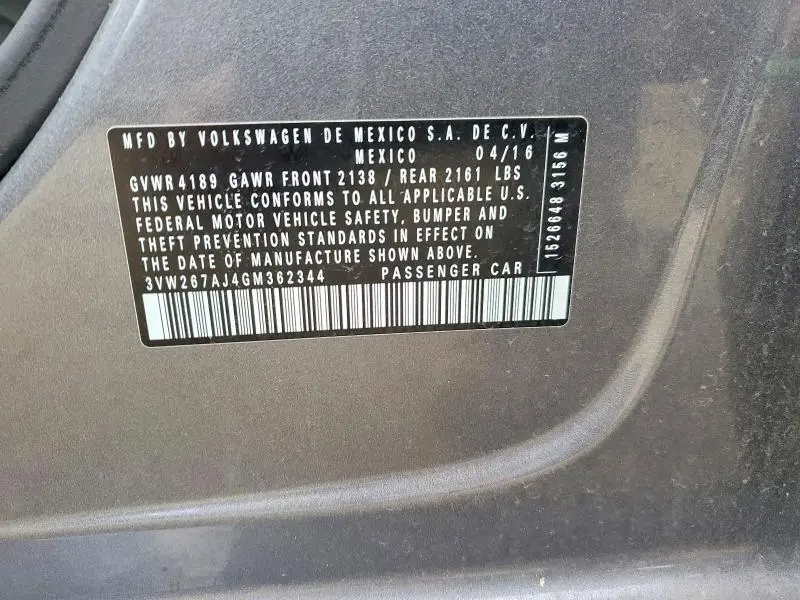 MFD BY VOLKSWAGEN DE MEXICO S.A. DE C.V.
MEXICO 04/16
GVWR 4189 GAWR FRONT 2138 / REAR 2161 LBS
THIS VEHICLE CONFORMS TO ALL APPLICABLE U.S.
FEDERAL MOTOR VEHICLE SAFETY, BUMPER AND
THEFT PREVENTION STANDARDS IN EFFECT ON
THE DATE OF MANUFACTURE SHOWN ABOVE.
3VW267AJ4GM362344 PASSENGER CAR
1526648 3156 M